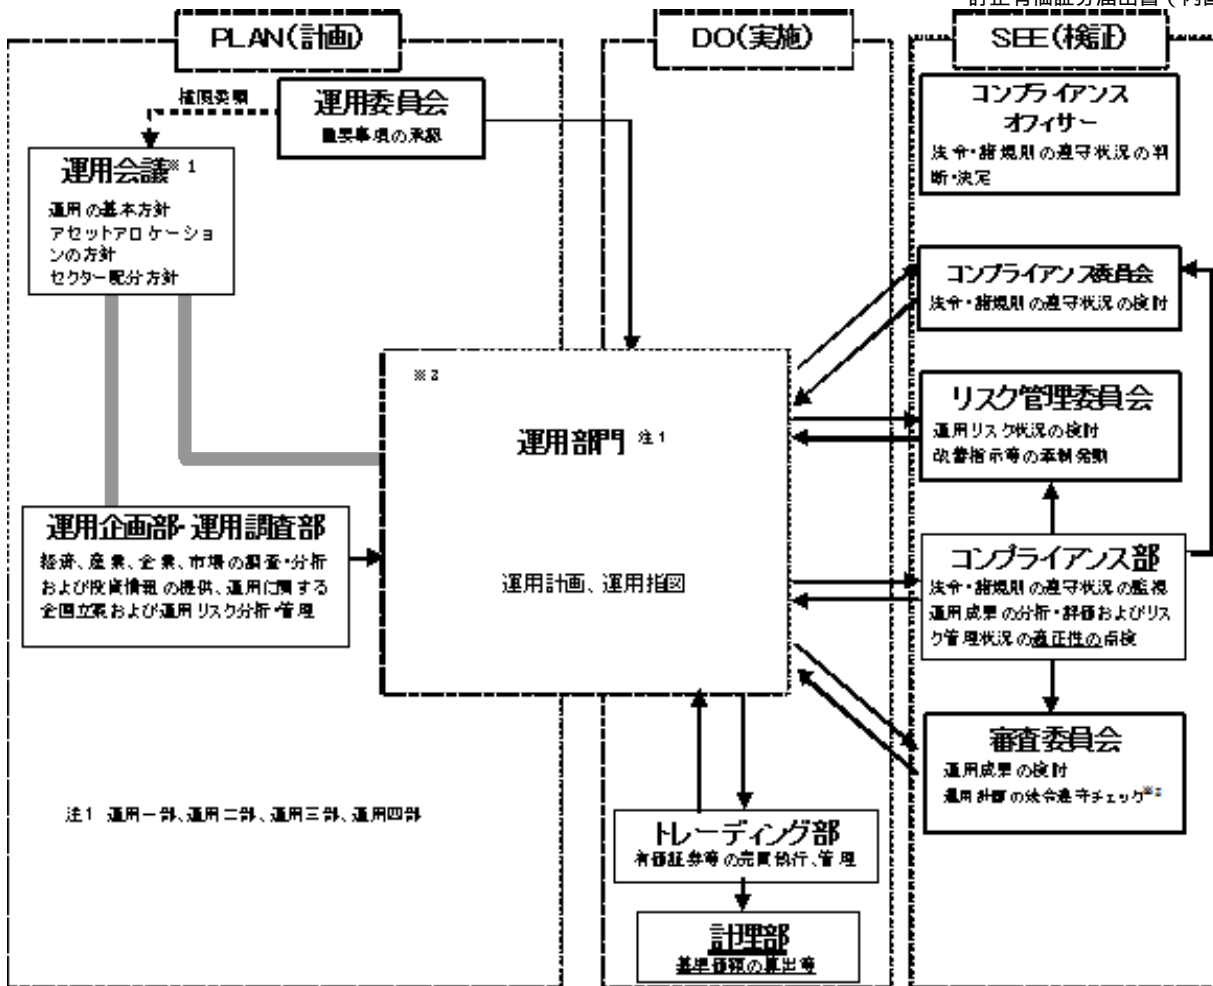 訂正有価証券届出書(内国
PLAN(計画)
DO(実施)
SEE(検証)
権限委譲
運用委員会
重要事項の承認
運用会議※1
運用の基本方針
アセットアロケーショ
ンの方針
セクター配分方針
運用企画部・運用調査部
経済、産業、企業、市場の調査・分析
および投資情報の提供、運用に関する
企画立案および運用リスク分析・管理
注1 運用一部、運用二部、運用三部、運用四部
※2
運用部門 注1
運用計画、運用指図
トレーディング部
有価証券等の売買執行、管理
計理部
基準価額の算出等
コンプライアンス
オフィサー
法令・諸規則の遵守状況の判
断・決定
コンプライアンス委員会
法令・諸規則の遵守状況の検討
リスク管理委員会
運用リスク状況の検討
改善指示等の牽制発動
コンプライアンス部
法令・諸規則の遵守状況の監視
運用成果の分析・評価およびリス
ク管理状況の適正性の点検
審査委員会
運用成果の検討
運用計画の法令遵守チェック※2